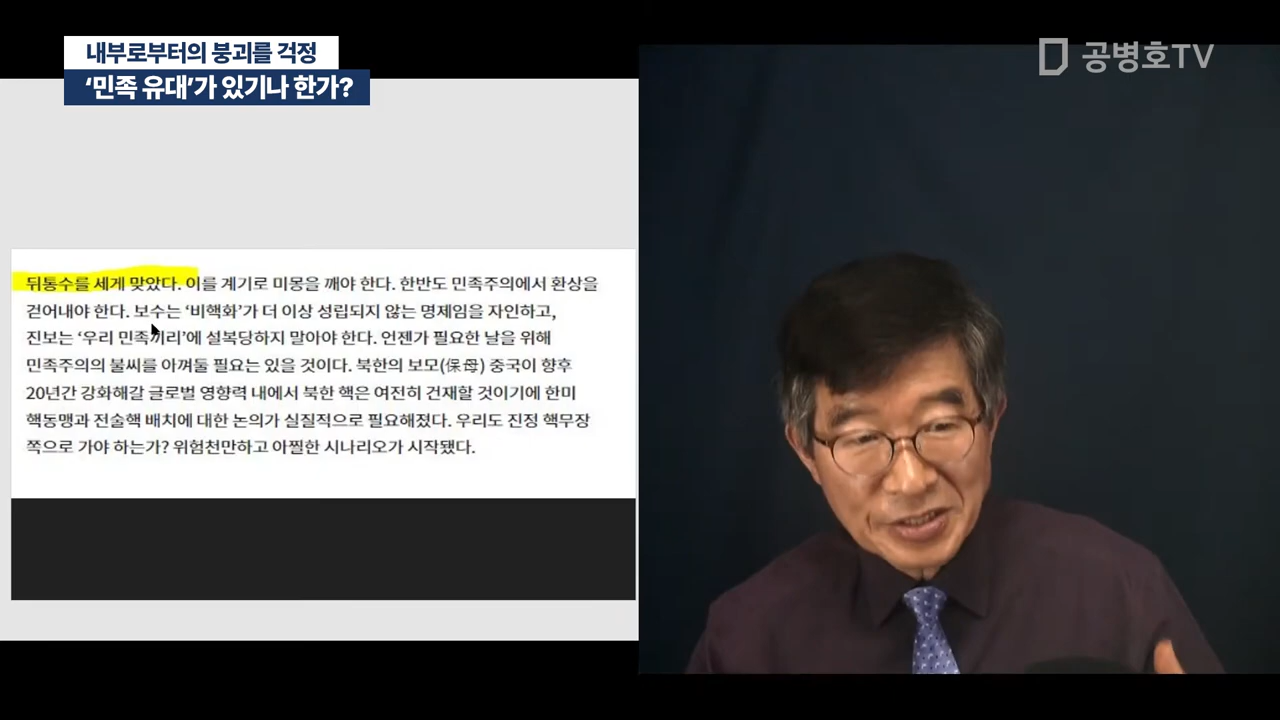 내부로부터의 붕괴를 걱정
‘민족 유대’가 있기나 한가?
공병호TV
뒤통수를 세게 맞았다. 이를 계기로 미몽을 깨야 한다. 한반도 민족주의에서 환상을
걷어내야 한다. 보수는 ‘비핵화’가 더 이상 성립되지 않는 명제임을 자인하고,
진보는 ‘우리 민족끼리’에 설복당하지 말아야 한다. 언젠가 필요한 날을 위해
민족주의의 불씨를 아껴둘 필요는 있을 것이다. 북한의 보모(保母) 중국이 향후
20년간 강화해갈 글로벌 영향력 내에서 북한 핵은 여전히 건재할 것이기에 한미
핵동맹과 전술핵 배치에 대한 논의가 실질적으로 필요해졌다. 우리도 진정 핵무장
쪽으로 가야 하는가? 위험천만하고 아찔한 시나리오가 시작됐다.